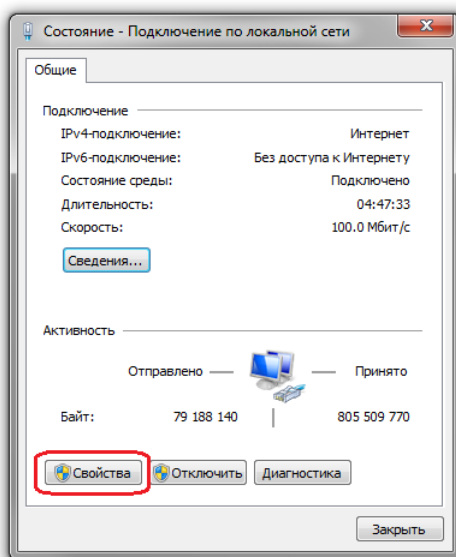 Состояние - Подключение по локальной сети
Общие
Подключение
IPv4-подключение: Интернет
IPv6-подключение: Без доступа к Интернету
Состояние среды: Подключено
Длительность: 04:47:33
Скорость: 100.0 Мбит/с
Сведения...
Активность
Отправлено — — Принято
Байт: 79 188 140 | 805 509 770
Свойства Отключить Диагностика
Закрыть